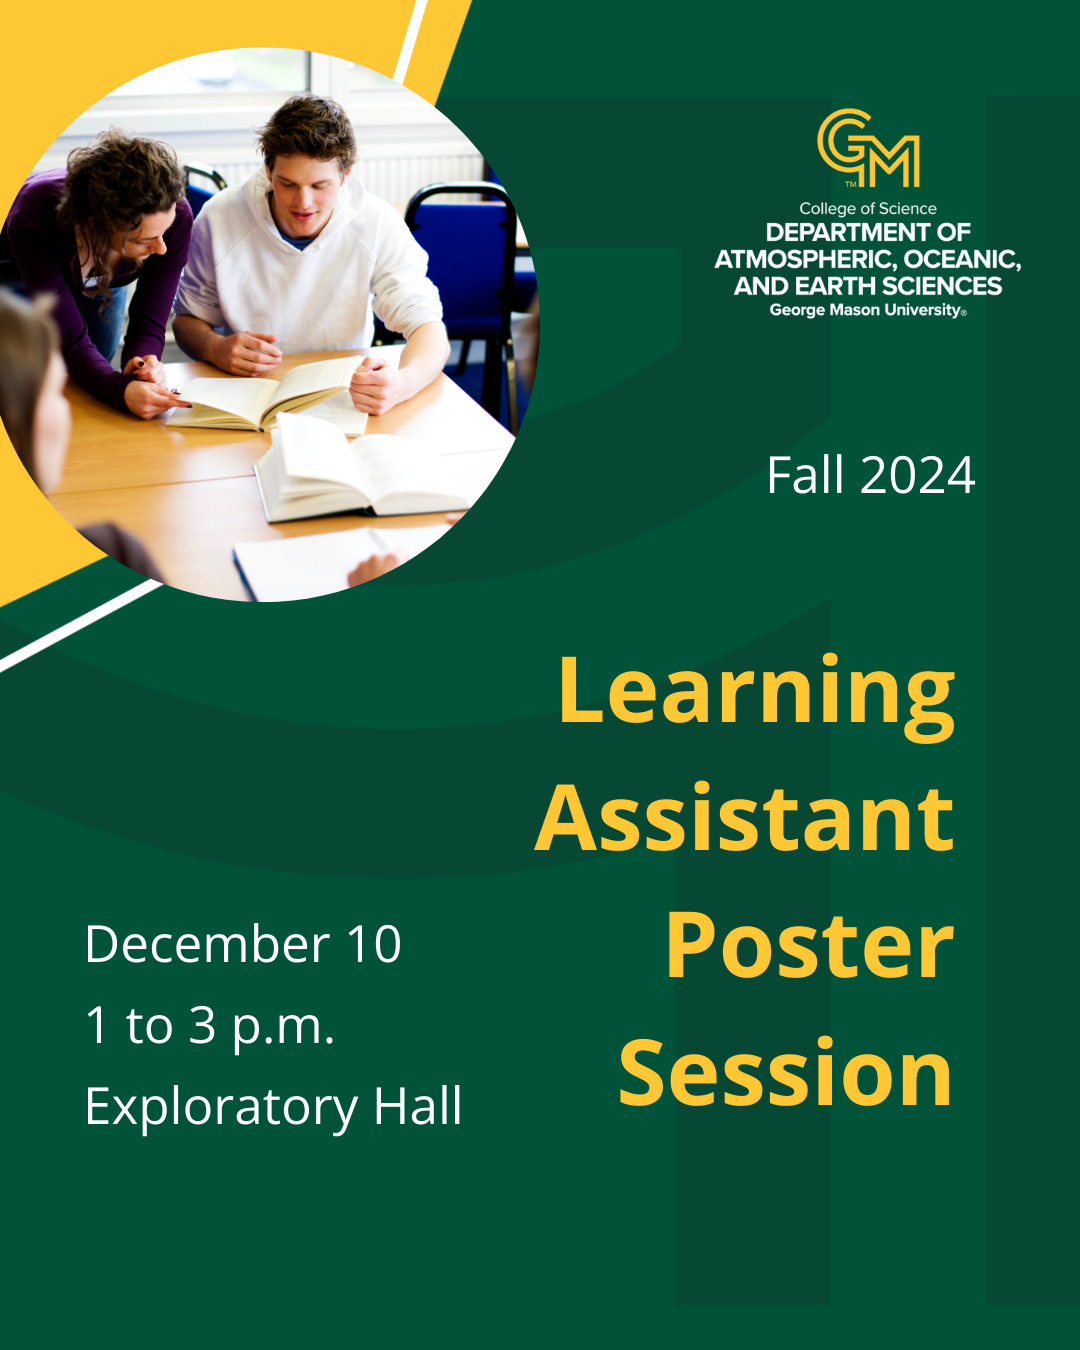 GM
TM
College of Science
DEPARTMENT OF
ATMOSPHERIC, OCEANIC,
AND EARTH SCIENCES
George Mason University®
Fall 2024
Learning
Assistant
Poster
Session
December 10
1 to 3 p.m.
Exploratory Hall